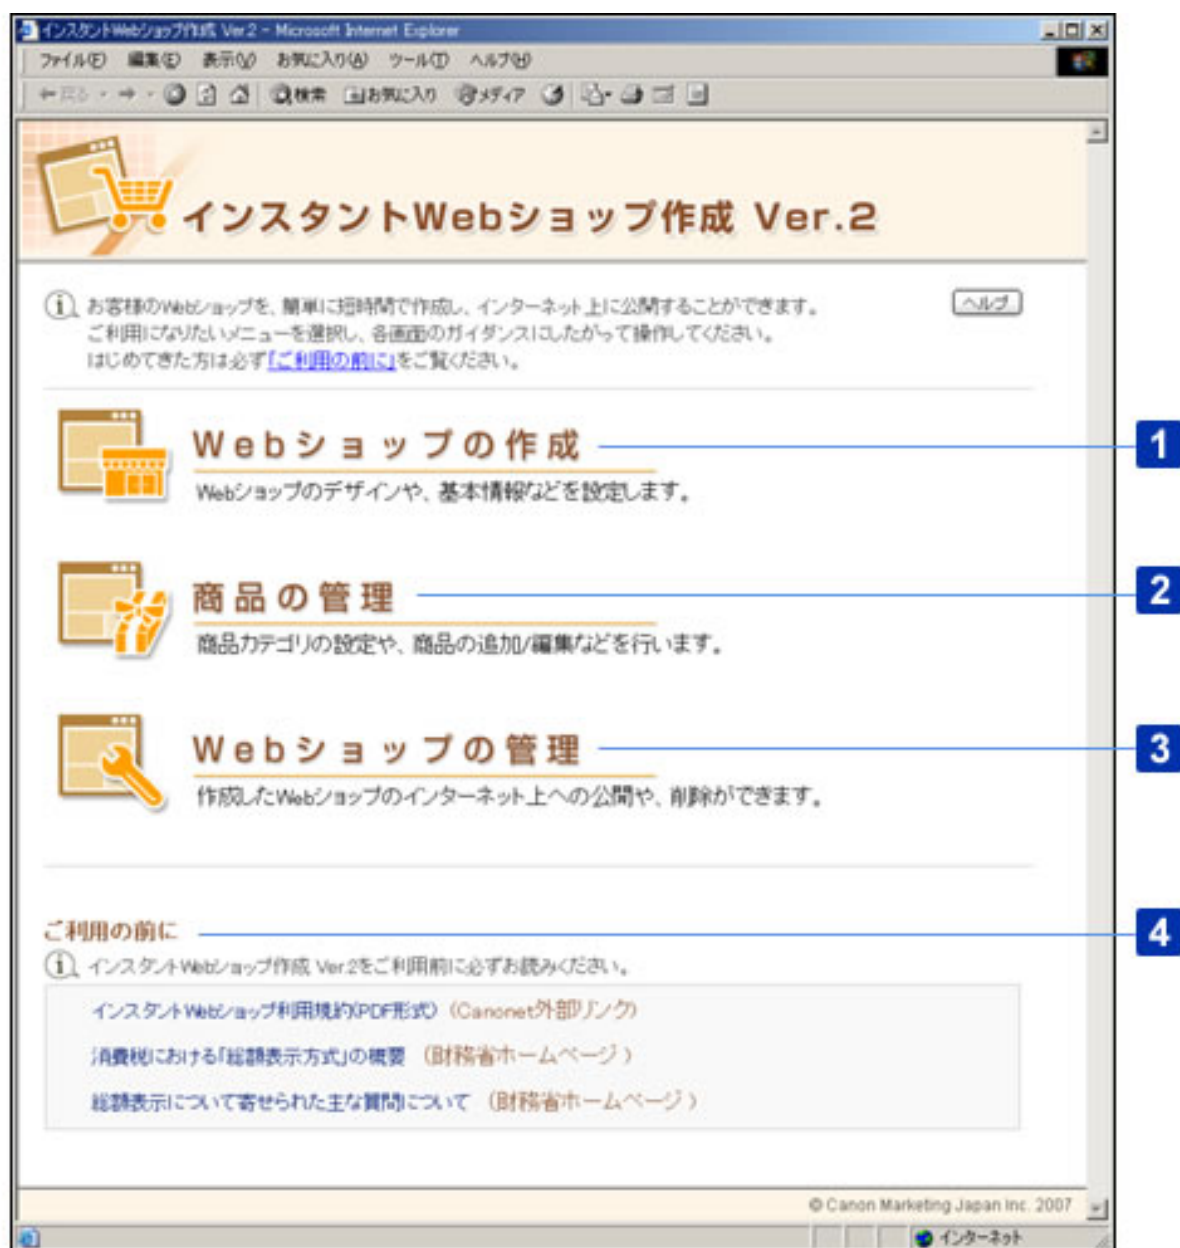 インスタントWebショップ作成 Ver.2 - Microsoft Internet Explorer
ファイル(F) 編集(E) 表示(V) お気に入り(A) ツール(T) ヘルプ(H)
戻る 検索 お気に入り メディア
インスタントWebショップ作成 Ver.2
お客様のWebショップを、簡単に短時間で作成し、インターネット上に公開することができます。 ヘルプ
ご利用になりたいメニューを選択し、各画面のガイダンスにしたがって操作してください。
はじめてきた方は必ず「ご利用の前に」をご覧ください。
Webショップの作成 1
Webショップのデザインや、基本情報などを設定します。
商品の管理 2
商品カテゴリの設定や、商品の追加/編集などを行います。
Webショップの管理 3
作成したWebショップのインターネット上への公開や、削除ができます。
ご利用の前に 4
インスタントWebショップ作成 Ver.2をご利用前に必ずお読みください。
インスタントWebショップ利用規約(PDF形式) (Canonet外部リンク)
消費税における「総額表示方式」の概要 (財務省ホームページ)
総額表示について寄せられた主な質問について (財務省ホームページ)
© Canon Marketing Japan Inc. 2007
インターネット